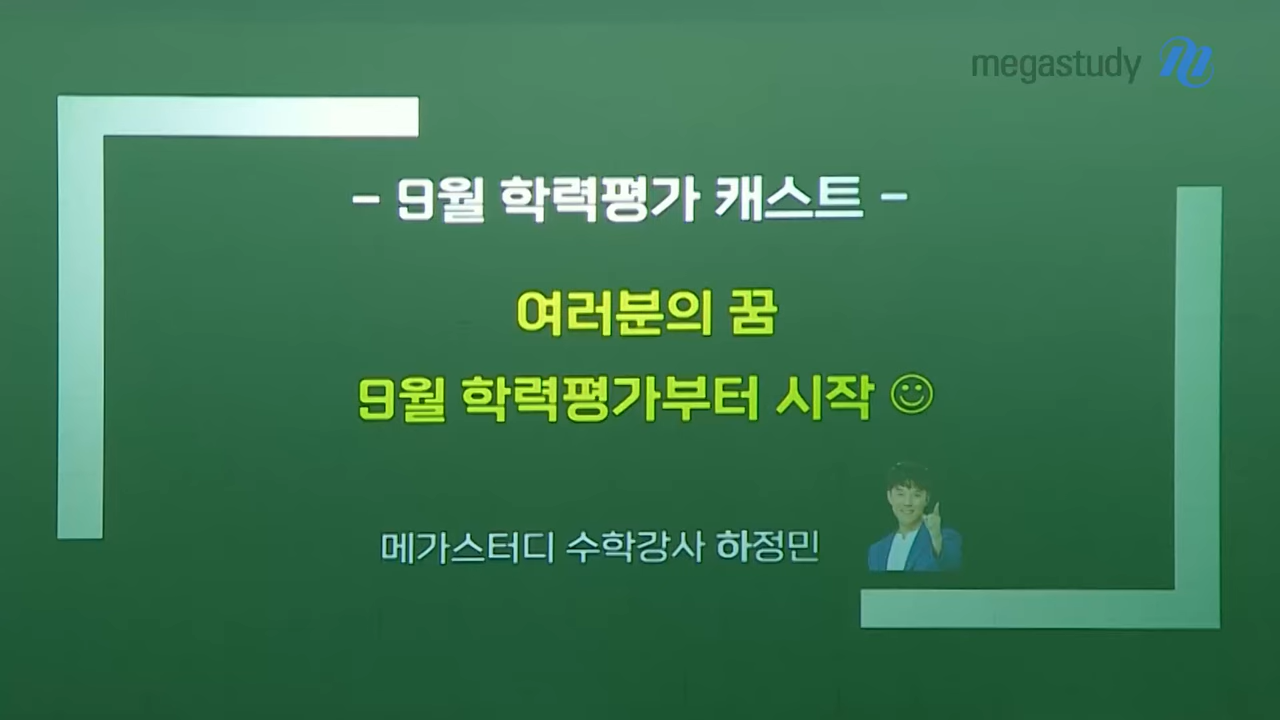 megastudy
- 9월 학력평가 캐스트 -
여러분의 꿈
9월 학력평가부터 시작 ☺
메가스터디 수학강사 하정민